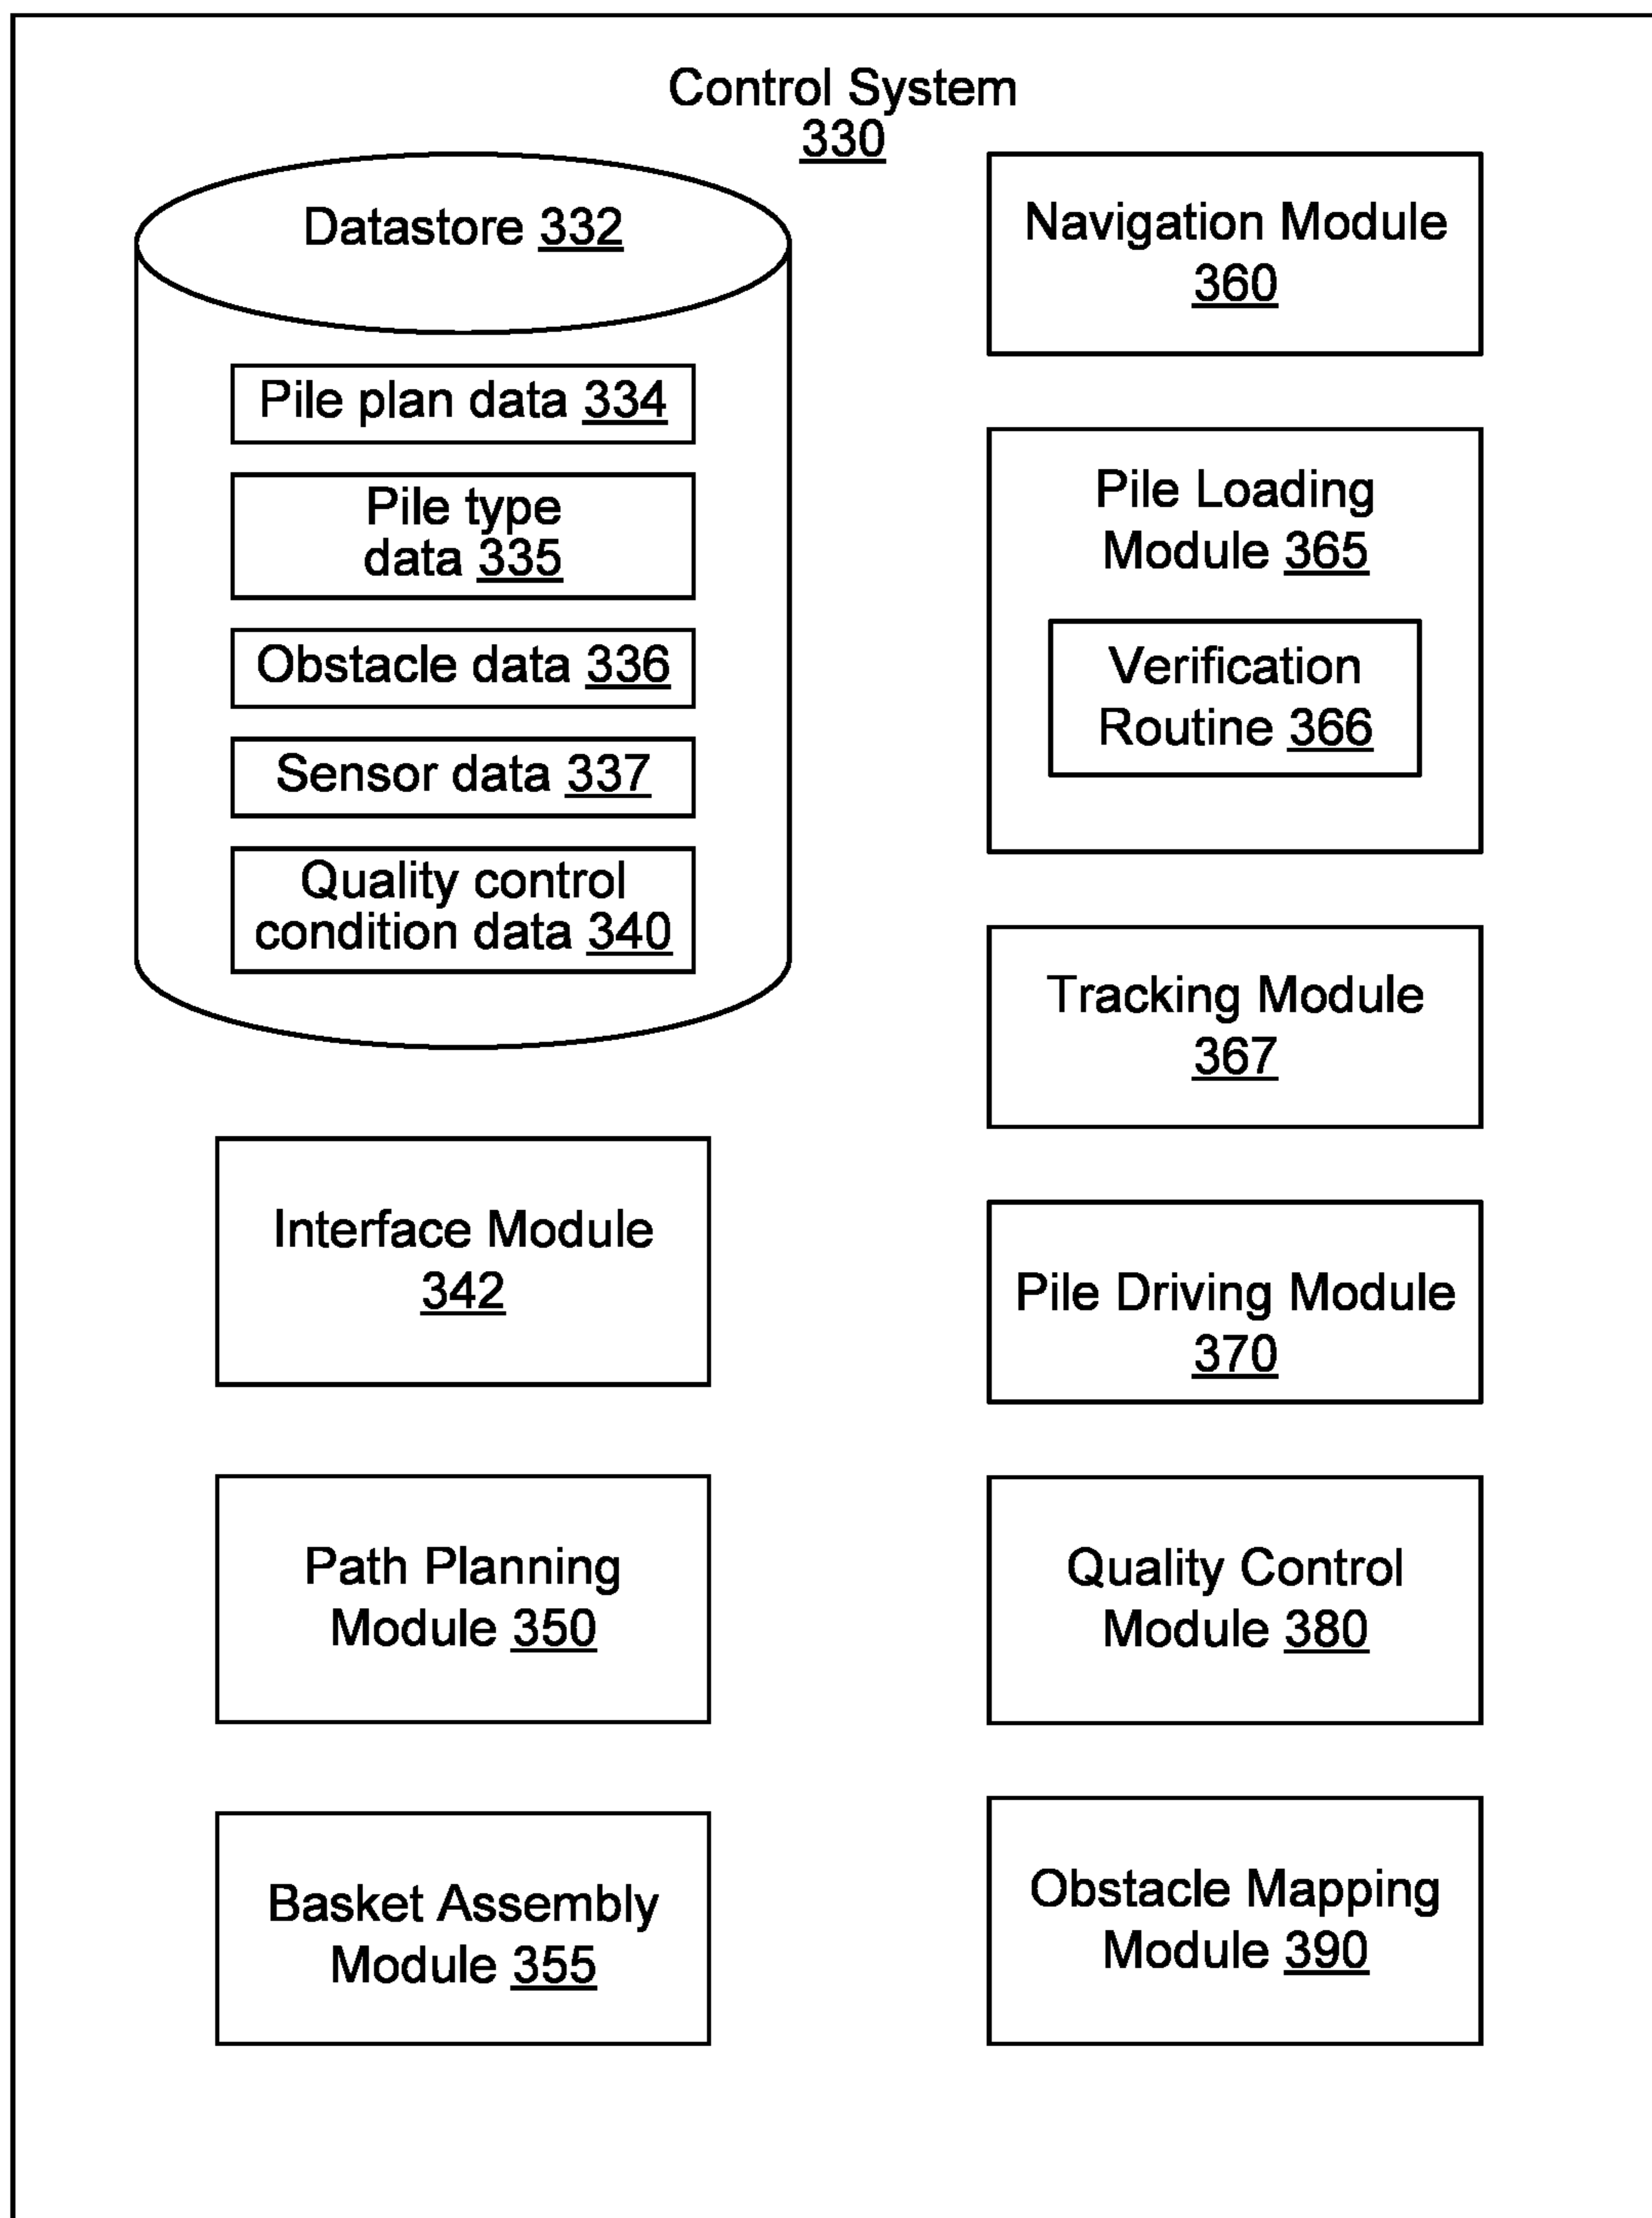 Control System
330
Datastore 332
Pile plan data 334
Pile type
data 335
Obstacle data 336
Sensor data 337
Quality control
condition data 340
Interface Module
342
Path Planning
Module 350
Basket Assembly
Module 355
Navigation Module
360
Pile Loading
Module 365
Verification
Routine 366
Tracking Module
367
Pile Driving Module
370
Quality Control
Module 380
Obstacle Mapping
Module 390